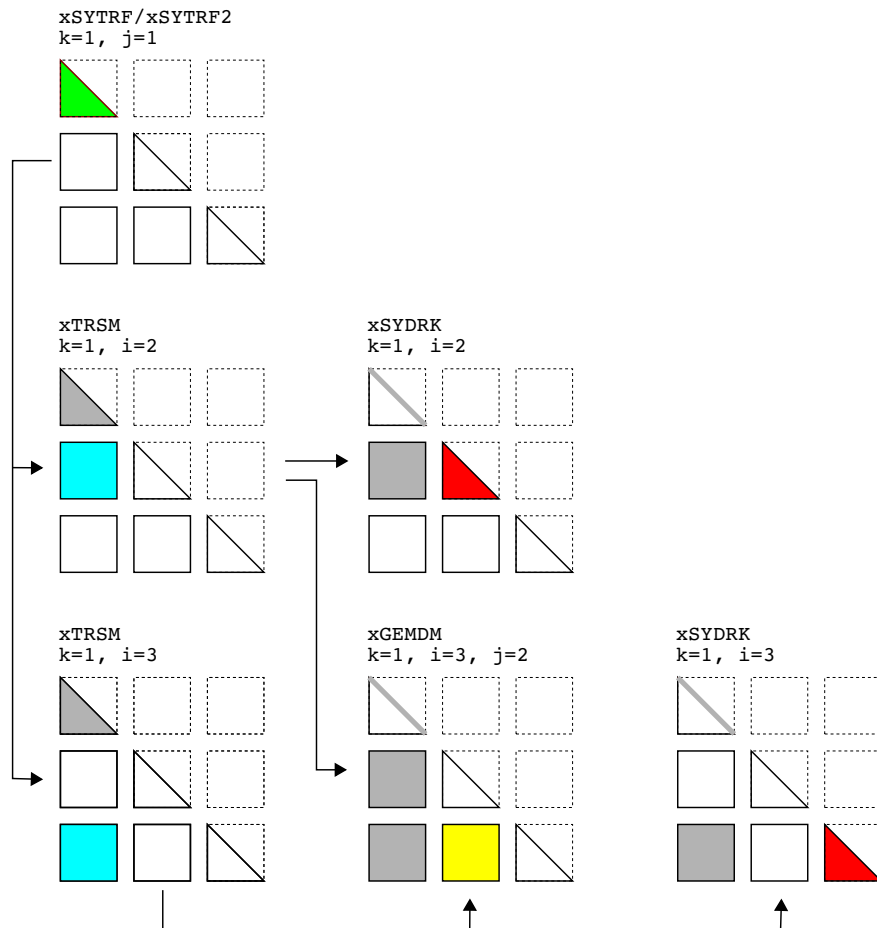 xSYTRF/xSYTRF2
k=1, j=1
xTRSM
k=1, i=2
xSYDRK
k=1, i=2
xTRSM
k=1, i=3
xGEMDM
k=1, i=3, j=2
xSYDRK
k=1, i=3